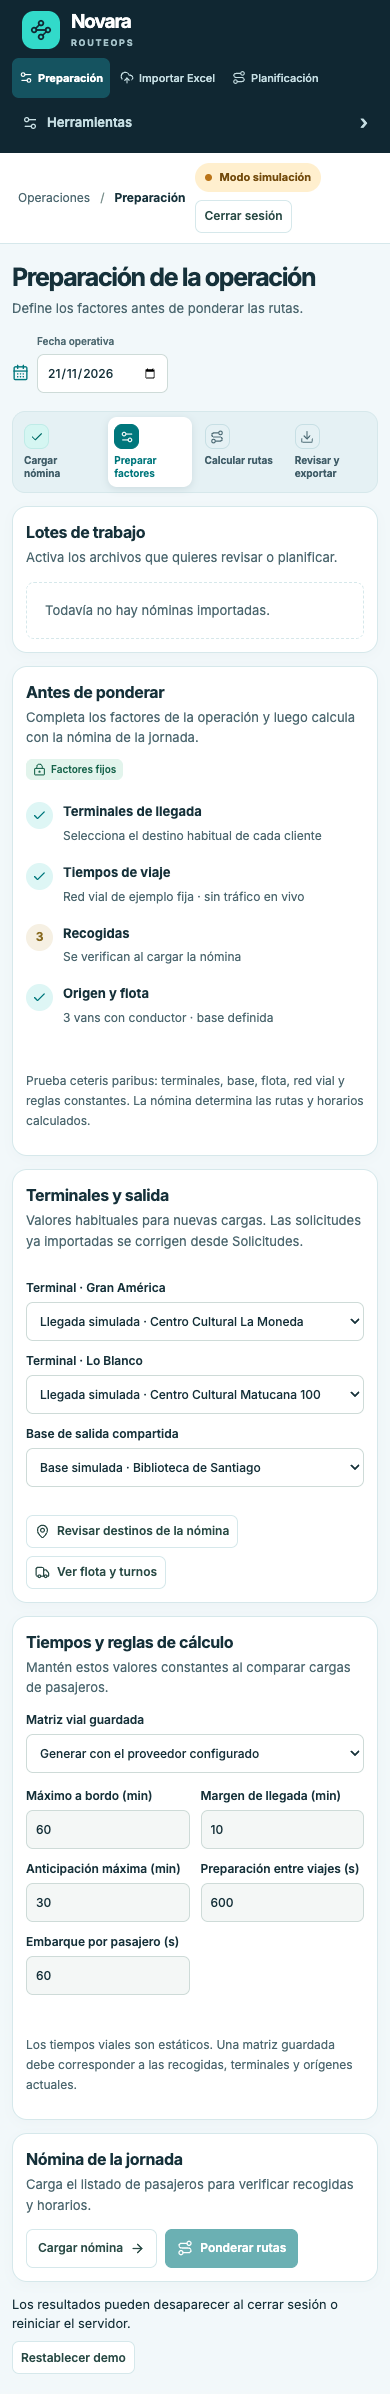 Novara
ROUTEOPS
Preparación
Importar Excel
Planificación
Herramientas
Operaciones / Preparación
Modo simulación
Cerrar sesión
Preparación de la operación
Define los factores antes de ponderar las rutas.
Fecha operativa
21/11/2026
Cargar
nómina
Preparar
factores
Calcular rutas
Revisar y
exportar
Lotes de trabajo
Activa los archivos que quieres revisar o planificar.
Todavía no hay nóminas importadas.
Antes de ponderar
Completa los factores de la operación y luego calcula
con la nómina de la jornada.
Factores fijos
Terminales de llegada
Selecciona el destino habitual de cada cliente
Tiempos de viaje
Red vial de ejemplo fija · sin tráfico en vivo
3
Recogidas
Se verifican al cargar la nómina
Origen y flota
3 vans con conductor · base definida
Prueba ceteris paribus: terminales, base, flota, red vial y
reglas constantes. La nómina determina las rutas y horarios
calculados.
Terminales y salida
Valores habituales para nuevas cargas. Las solicitudes
ya importadas se corrigen desde Solicitudes.
Terminal · Gran América
Llegada simulada · Centro Cultural La Moneda
Terminal · Lo Blanco
Llegada simulada · Centro Cultural Matucana 100
Base de salida compartida
Base simulada · Biblioteca de Santiago
Revisar destinos de la nómina
Ver flota y turnos
Tiempos y reglas de cálculo
Mantén estos valores constantes al comparar cargas
de pasajeros.
Matriz vial guardada
Generar con el proveedor configurado
Máximo a bordo (min)
60
Margen de llegada (min)
10
Anticipación máxima (min)
30
Preparación entre viajes (s)
600
Embarque por pasajero (s)
60
Los tiempos viales son estáticos. Una matriz guardada
debe corresponder a las recogidas, terminales y orígenes
actuales.
Nómina de la jornada
Carga el listado de pasajeros para verificar recogidas
y horarios.
Cargar nómina
Ponderar rutas
Los resultados pueden desaparecer al cerrar sesión o
reiniciar el servidor.
Restablecer demo